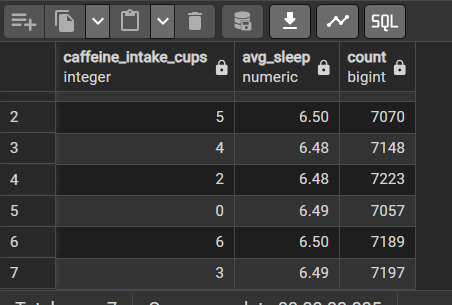 SQL
caffeine_intake_cups avg_sleep count
integer numeric bigint
2 5 6.50 7070
3 4 6.48 7148
4 2 6.48 7223
5 0 6.49 7057
6 6 6.50 7189
7 3 6.49 7197